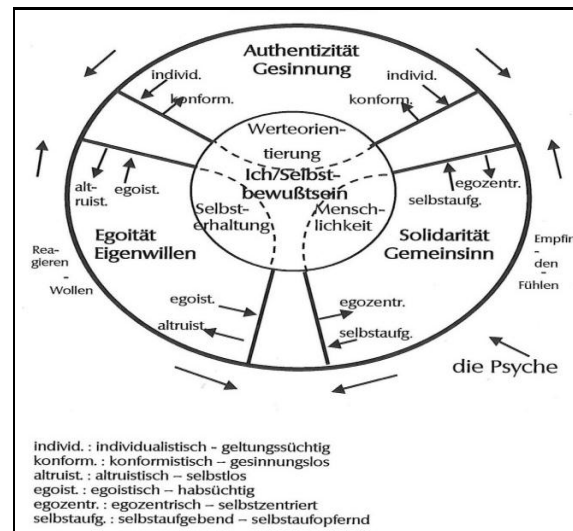 Authentizität
Gesinnung
individ.
konform.
individ.
konform.
Werteorien-
tierung
Ich/Selbst-
bewußtsein
Selbst-
erhaltung
Mensch-
lichkeit
alt-
ruist.
egoist.
egozentr.
selbstaufg.
Egoität
Eigenwillen
Solidarität
Gemeinsinn
Rea-
gieren
-
Wollen
Empfin
-
den
-
Fühlen
egoist.
altruist.
egozentr.
selbstaufg.
die Psyche
individ. : individualistisch - geltungssüchtig
konform. : konformistisch – gesinnungslos
altruist. : altruistisch – selbstlos
egoist. : egoistisch – habsüchtig
egozentr. : egozentrisch – selbstzentriert
selbstaufg. : selbstaufgebend – selbstaufopfernd